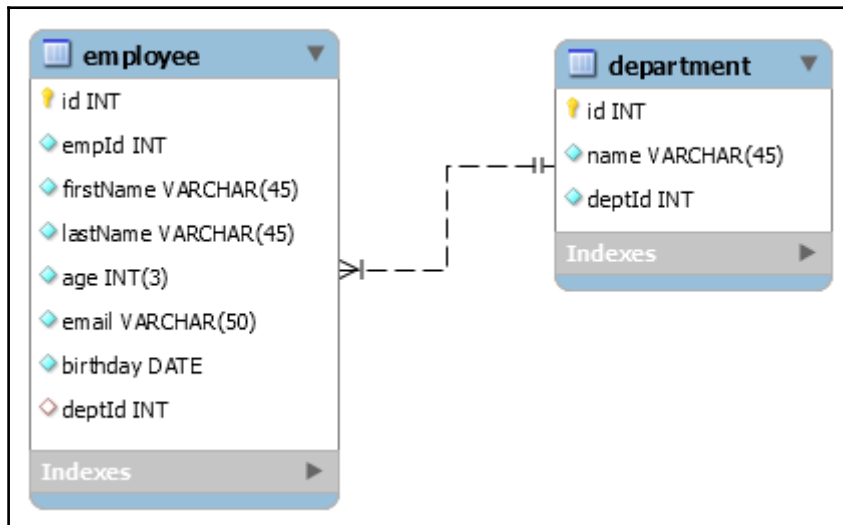 employee
id INT
empId INT
firstName VARCHAR(45)
lastName VARCHAR(45)
age INT(3)
email VARCHAR(50)
birthday DATE
deptId INT
Indexes
department
id INT
name VARCHAR(45)
deptId INT
Indexes